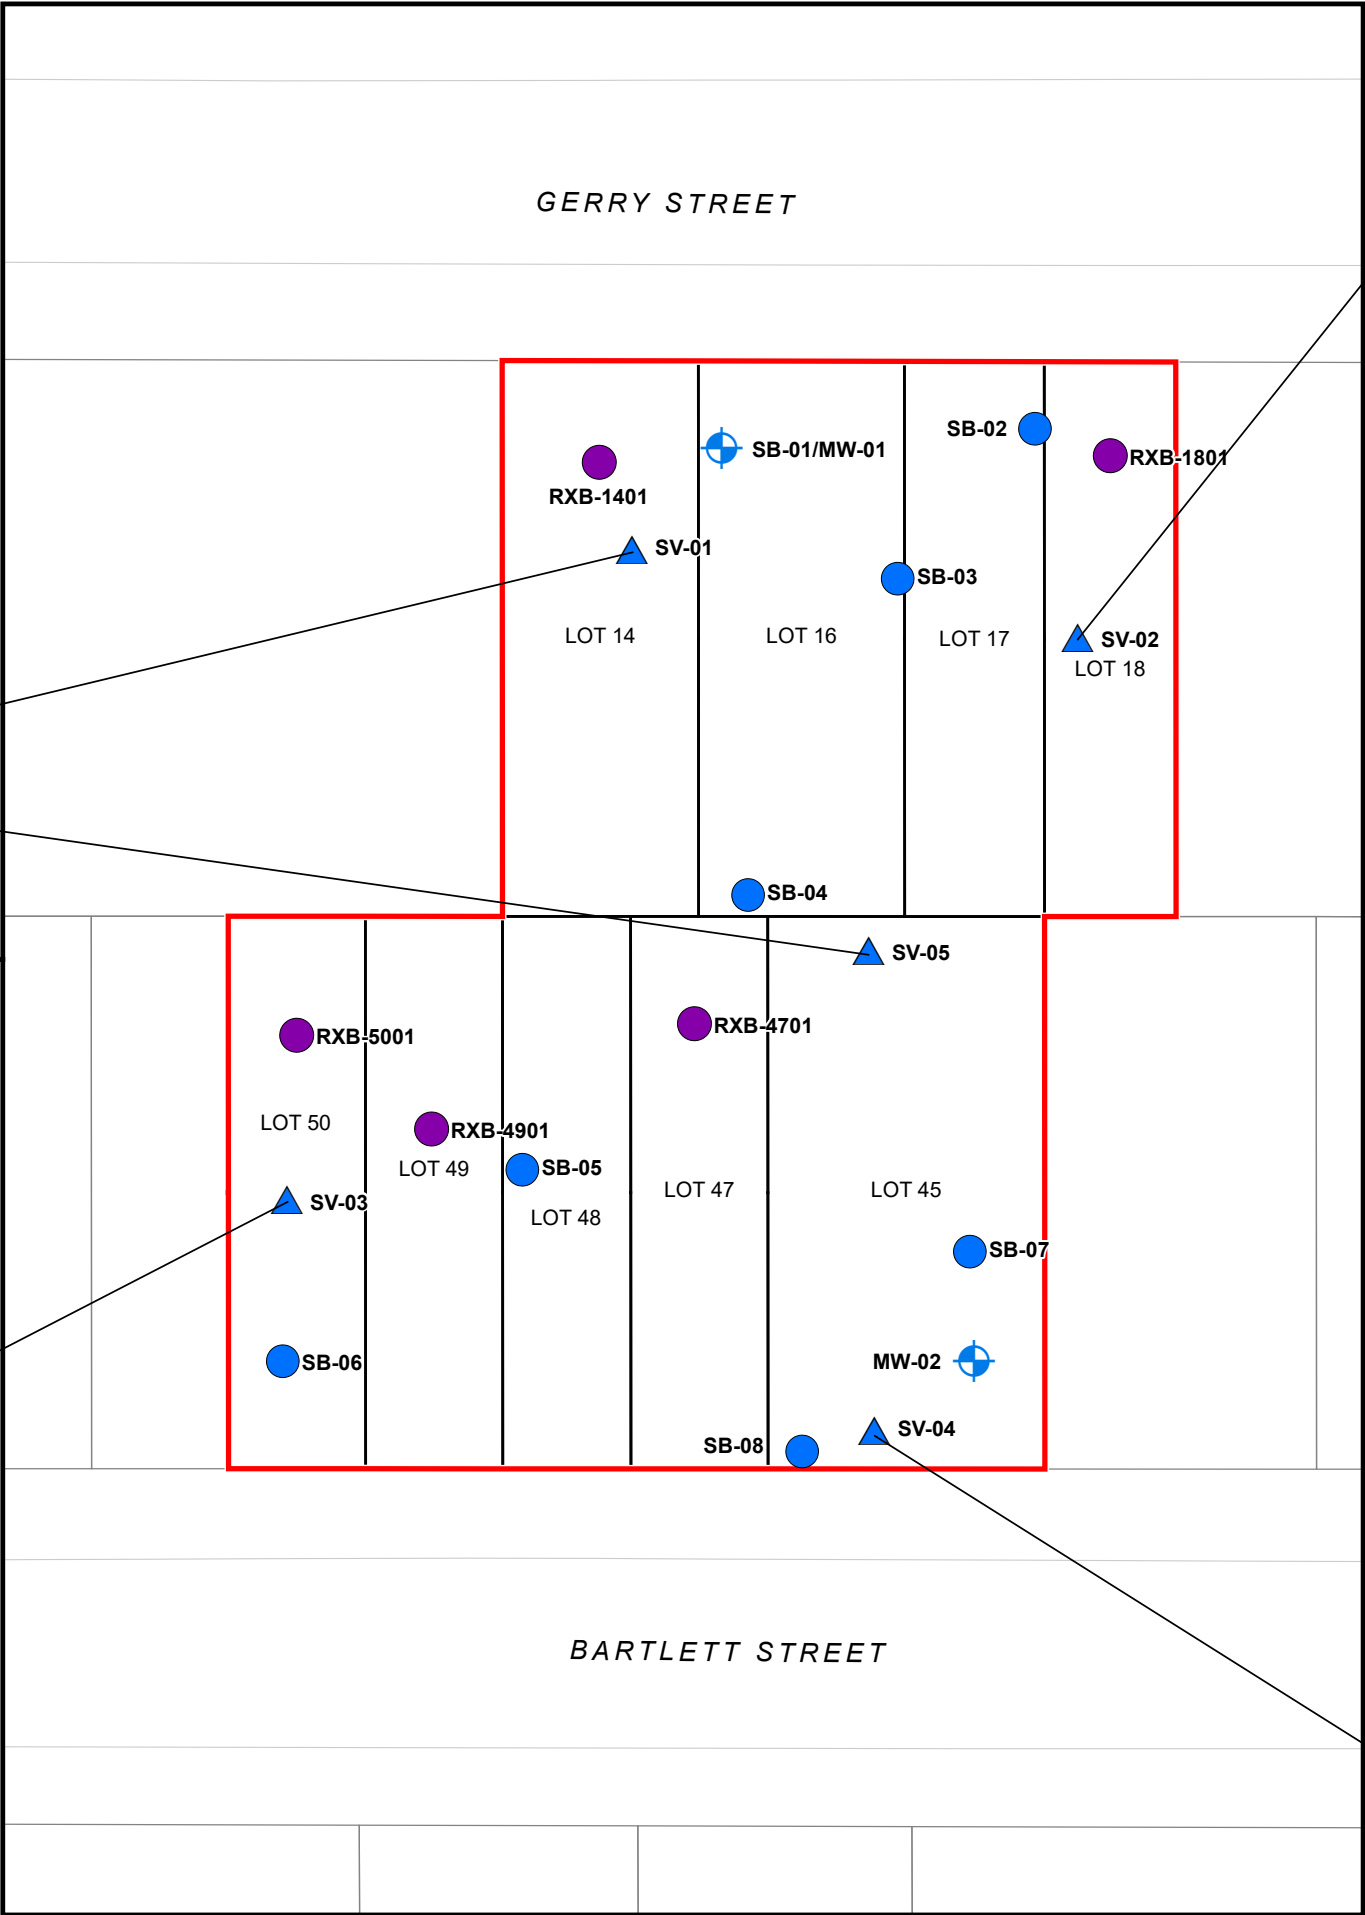 GERRY STREET
SB-02
SB-01/MW-01
RXB-1801
RXB-1401
SV-01
SB-03
LOT 14
LOT 16
LOT 17
SV-02
LOT 18
SB-04
SV-05
RXB-5001
RXB-4701
LOT 50
RXB-4901
LOT 49
SB-05
LOT 47
LOT 45
SV-03
LOT 48
SB-07
SB-06
MW-02
SV-04
SB-08
BARTLETT STREET